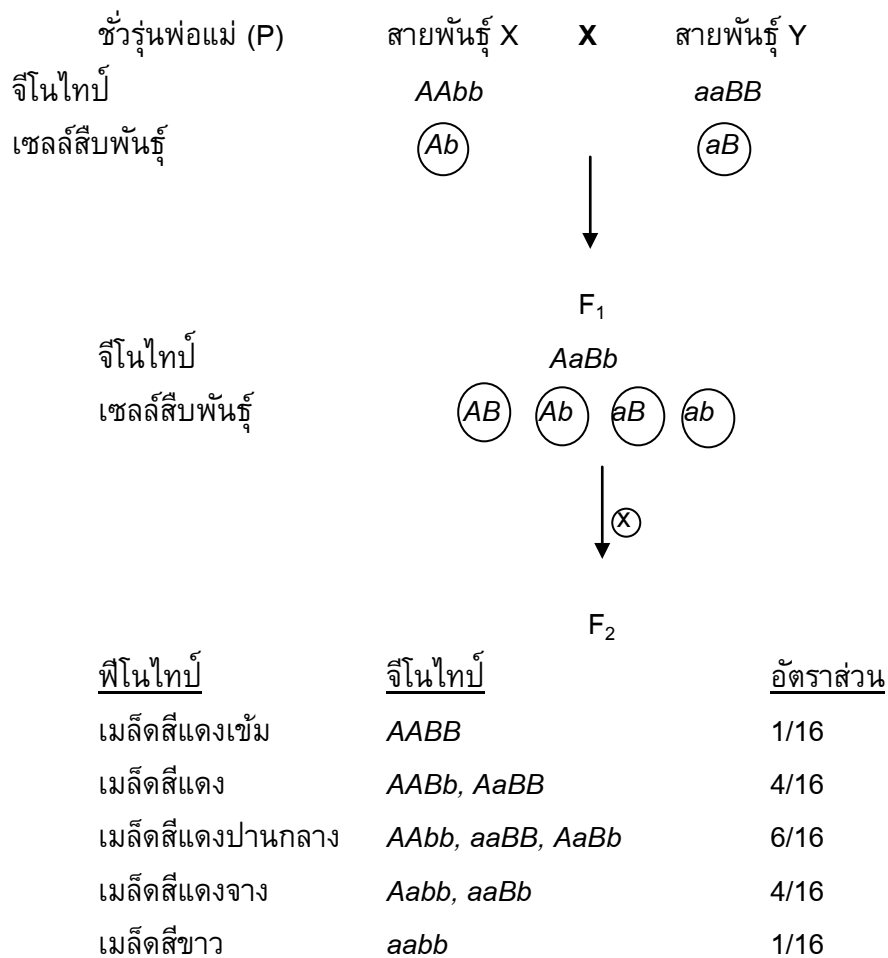 ชั่วรุ่นพ่อแม่ (P) สายพันธุ์ X X สายพันธุ์ Y
จีโนไทป์ AAbb aaBB
เซลล์สืบพันธุ์ Ab aB
F₁
จีโนไทป์ AaBb
เซลล์สืบพันธุ์ AB Ab aB ab
x
F₂
ฟีโนไทป์ จีโนไทป์ อัตราส่วน
เมล็ดสีแดงเข้ม AABB 1/16
เมล็ดสีแดง AABb, AaBB 4/16
เมล็ดสีแดงปานกลาง AAbb, aaBB, AaBb 6/16
เมล็ดสีแดงจาง Aabb, aaBb 4/16
เมล็ดสีขาว aabb 1/16